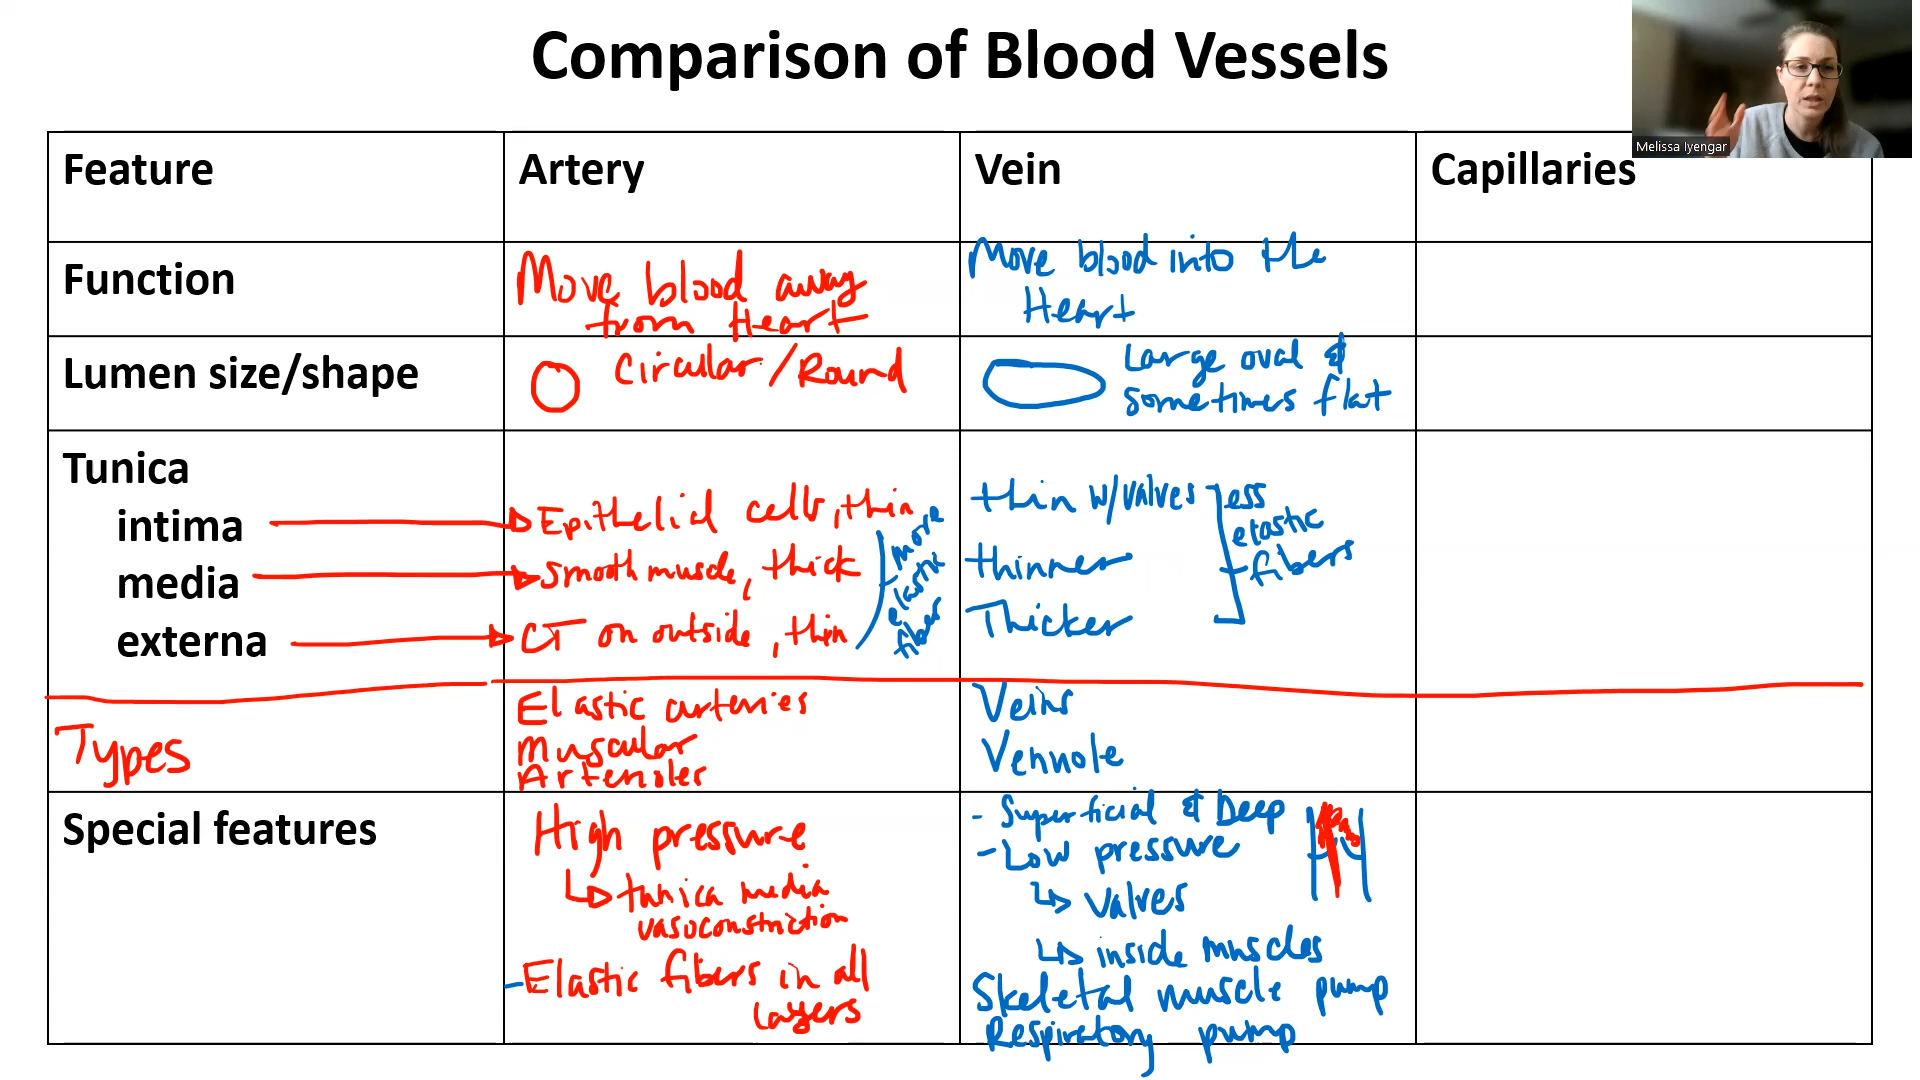 Comparison of Blood Vessels
Melissa Iyengar
Feature
Artery
Vein
Capillaries
Function
Move blood away
from Heart
Move blood into the
Heart
Lumen size/shape
Circular/Round
Large oval &
sometimes flat
Tunica
intima
media
externa
Epithelial cells, thin
smooth muscle, thick
CT on outside, thin
more
elastic
fiber
thin w/valves
thinner
Thicker
less
elastic
fibers
Types
Elastic arteries
Muscular
Arterioles
Veins
Vennole
Special features
High pressure
tunica media
vasoconstriction
-Elastic fibers in all
layers
- Superficial & Deep
- Low pressure
valves
inside muscles
Skeletal muscle pump
Respiratory pump